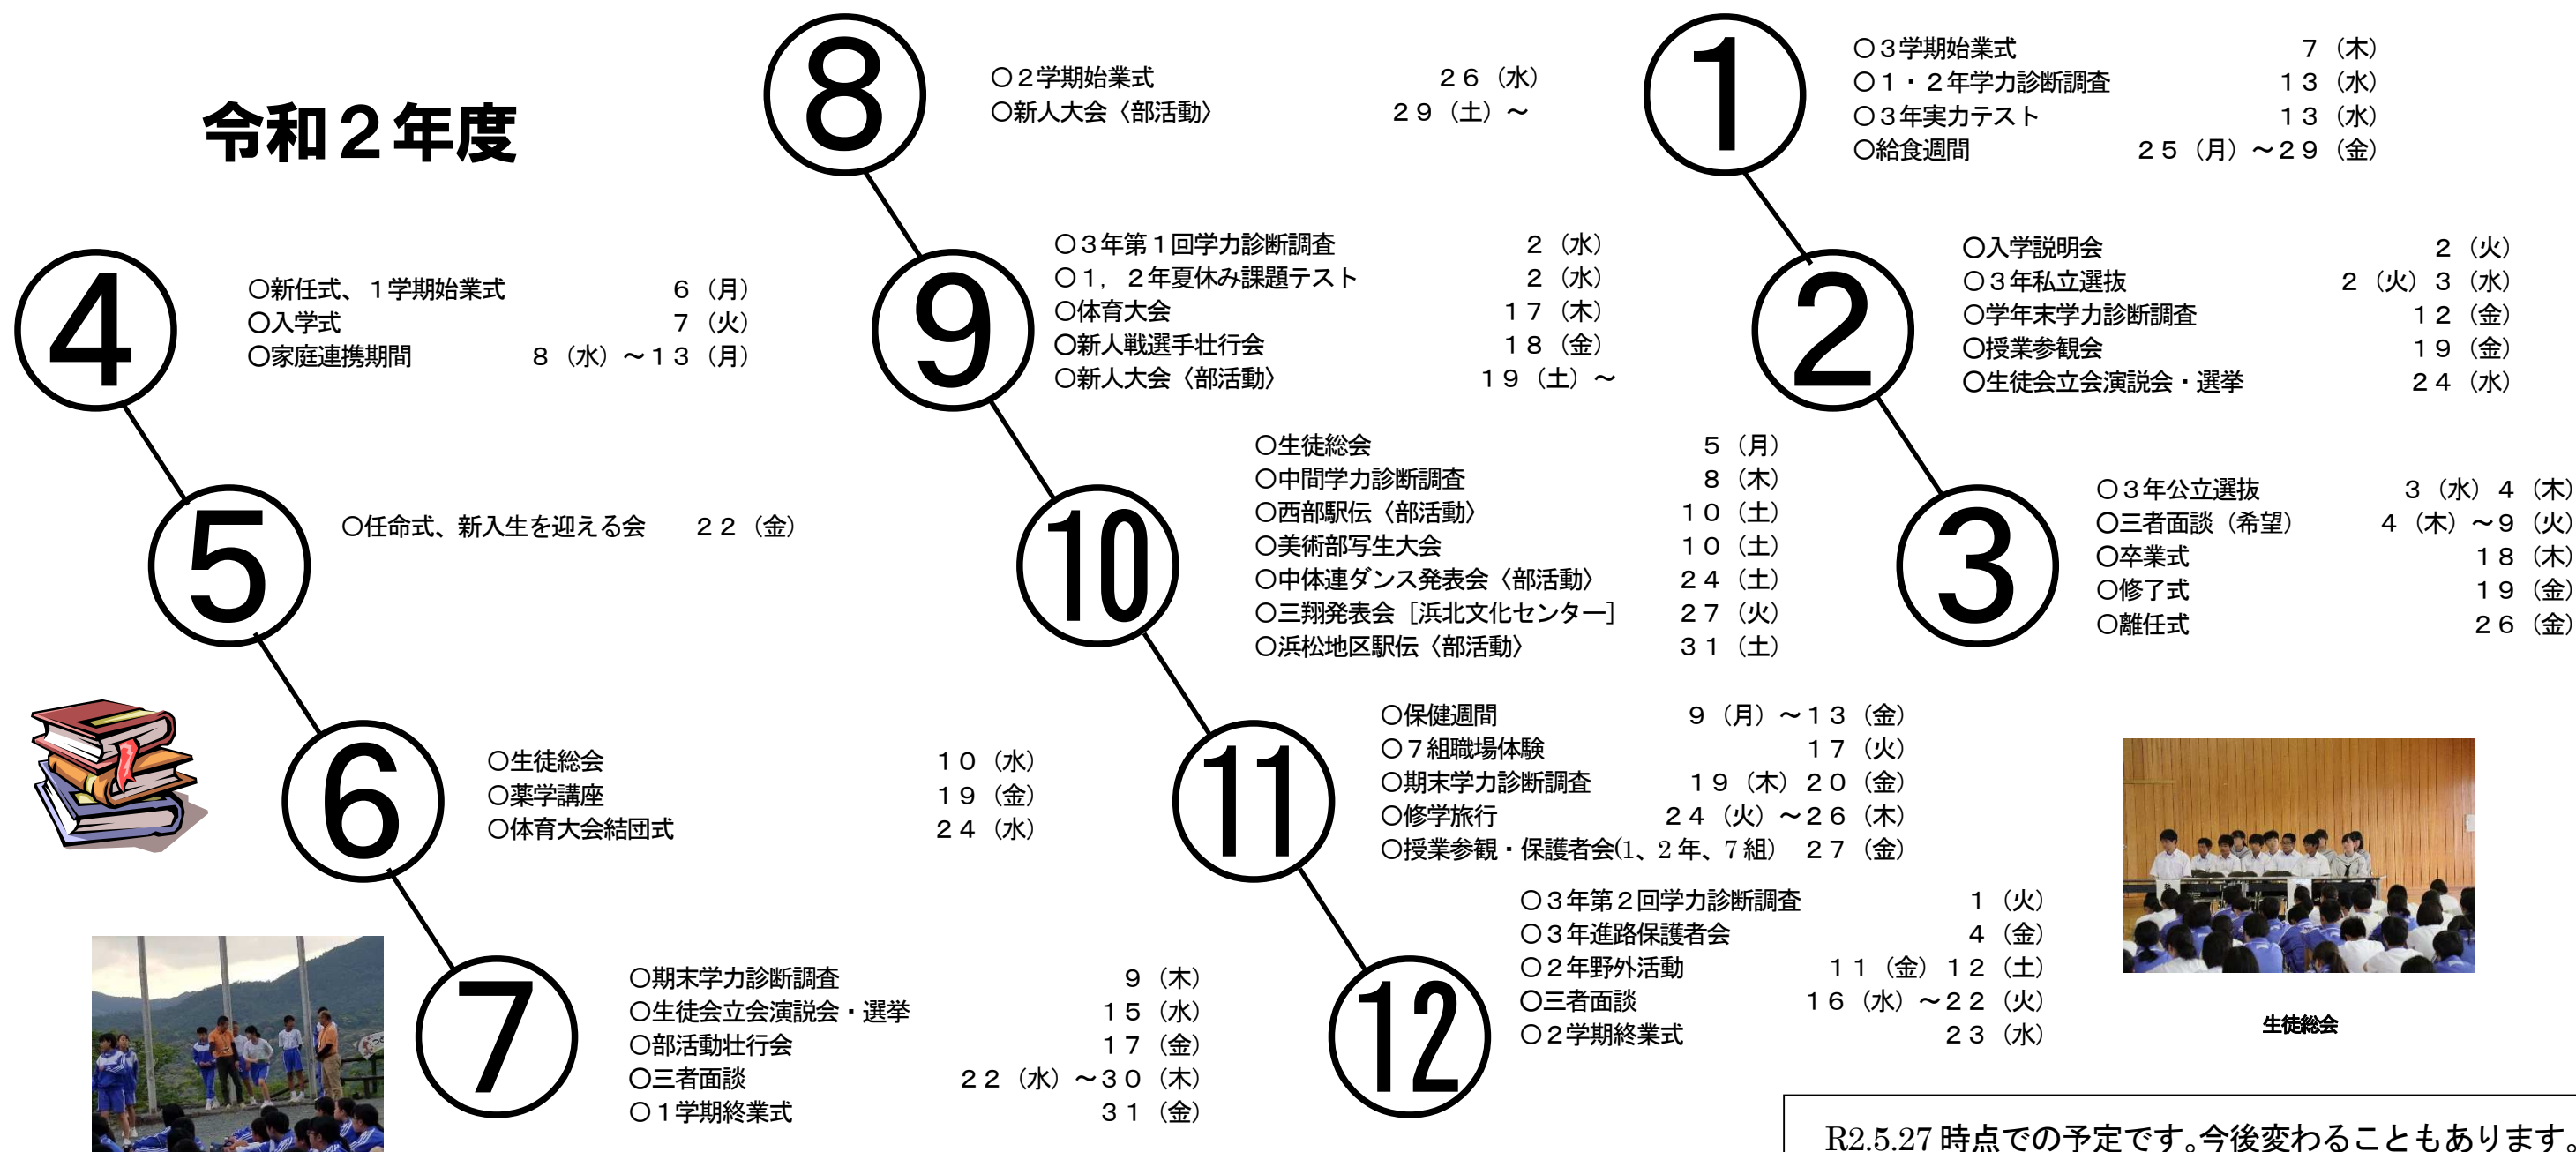 令和２年度
4
○新任式、１学期始業式 ６（月）
○入学式 ７（火）
○家庭連携期間 ８（水）～１３（月）
5
○任命式、新入生を迎える会 ２２（金）
6
○生徒総会 １０（水）
○薬学講座 １９（金）
○体育大会結団式 ２４（水）
7
○期末学力診断調査 ９（木）
○生徒会立会演説会・選挙 １５（水）
○部活動壮行会 １７（金）
○三者面談 ２２（水）～３０（木）
○１学期終業式 ３１（金）
8
○２学期始業式 ２６（水）
○新人大会〈部活動〉 ２９（土）～
9
○３年第１回学力診断調査 ２（水）
○１，２年夏休み課題テスト ２（水）
○体育大会 １７（木）
○新人戦選手壮行会 １８（金）
○新人大会〈部活動〉 １９（土）～
10
○生徒総会 ５（月）
○中間学力診断調査 ８（木）
○西部駅伝〈部活動〉 １０（土）
○美術部写生大会 １０（土）
○中体連ダンス発表会〈部活動〉 ２４（土）
○三翔発表会［浜北文化センター］ ２７（火）
○浜松地区駅伝〈部活動〉 ３１（土）
11
○保健週間 ９（月）～１３（金）
○７組職場体験 １７（火）
○期末学力診断調査 １９（木）２０（金）
○修学旅行 ２４（火）～２６（木）
○授業参観・保護者会(1、2 年、7 組） ２７（金）
12
○３年第２回学力診断調査 １（火）
○３年進路保護者会 ４（金）
○２年野外活動 １１（金）１２（土）
○三者面談 １６（水）～２２（火）
○２学期終業式 ２３（水）
1
○３学期始業式 ７（木）
○１・２年学力診断調査 １３（水）
○３年実力テスト １３（水）
○給食週間 ２５（月）～２９（金）
2
○入学説明会 ２（火）
○３年私立選抜 ２（火）３（水）
○学年末学力診断調査 １２（金）
○授業参観会 １９（金）
○生徒会立会演説会・選挙 ２４（水）
3
○３年公立選抜 ３（水）４（木）
○三者面談（希望） ４（木）～９（火）
○卒業式 １８（木）
○修了式 １９（金）
○離任式 ２６（金）
生徒総会
R2.5.27 時点での予定です。今後変わることもあります。